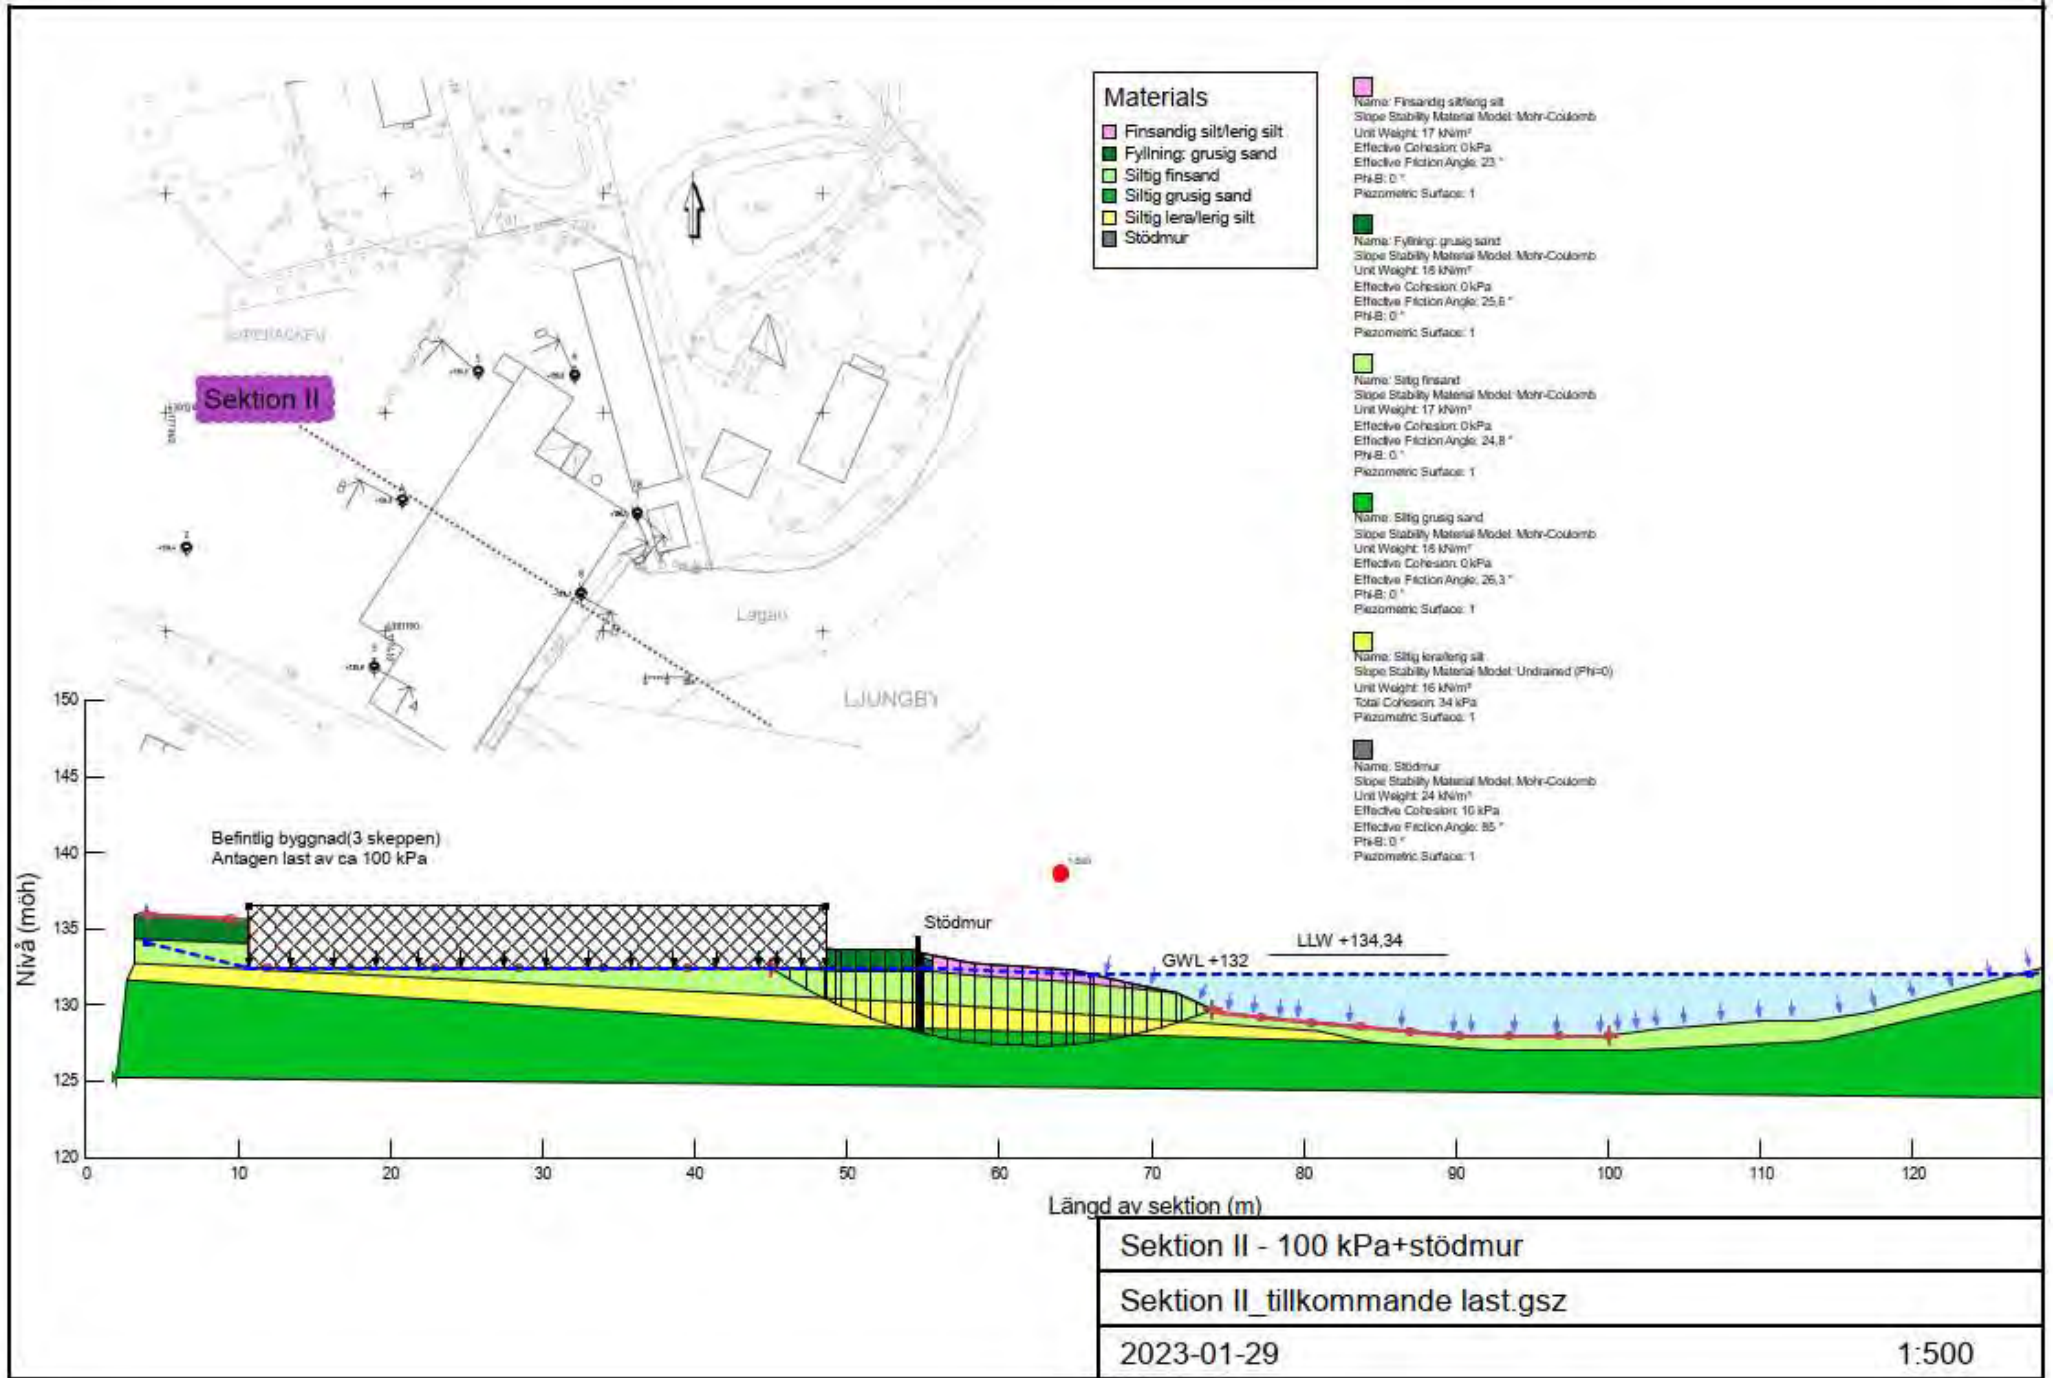 Materials
Finsandig silt/lerig silt
Fyllning: grusig sand
Siltig finsand
Siltig grusig sand
Siltig lera/lerig silt
Stödmur
Name: Finsandig silt/lerig silt
Slope Stability Material Model: Mohr-Coulomb
Unit Weight: 17 kN/m³
Effective Cohesion: 0 kPa
Effective Friction Angle: 23 °
Phi-B: 0 °
Piezometric Surface: 1
Name: Fyllning: grusig sand
Slope Stability Material Model: Mohr-Coulomb
Unit Weight: 18 kN/m³
Effective Cohesion: 0 kPa
Effective Friction Angle: 25,6 °
Phi-B: 0 °
Piezometric Surface: 1
Name: Siltig finsand
Slope Stability Material Model: Mohr-Coulomb
Unit Weight: 17 kN/m³
Effective Cohesion: 0 kPa
Effective Friction Angle: 24,8 °
Phi-B: 0 °
Piezometric Surface: 1
Name: Siltig grusig sand
Slope Stability Material Model: Mohr-Coulomb
Unit Weight: 18 kN/m³
Effective Cohesion: 0 kPa
Effective Friction Angle: 26,3 °
Phi-B: 0 °
Piezometric Surface: 1
Name: Siltig lera/lerig silt
Slope Stability Material Model: Undrained (Phi=0)
Unit Weight: 16 kN/m³
Total Cohesion: 34 kPa
Piezometric Surface: 1
Name: Stödmur
Slope Stability Material Model: Mohr-Coulomb
Unit Weight: 24 kN/m³
Effective Cohesion: 10 kPa
Effective Friction Angle: 85 °
Phi-B: 0 °
Piezometric Surface: 1
Sektion II
Lagan
LJUNGBY
B
A
150
145
140
135
130
125
120
Nivå (möh)
Befintlig byggnad(3 skeppen)
Antagen last av ca 100 kPa
Stödmur
LLW +134,34
GWL +132
0 10 20 30 40 50 60 70 80 90 100 110 120
Längd av sektion (m)
Sektion II - 100 kPa+stödmur
Sektion II_tillkommande last.gsz
2023-01-29 1:500